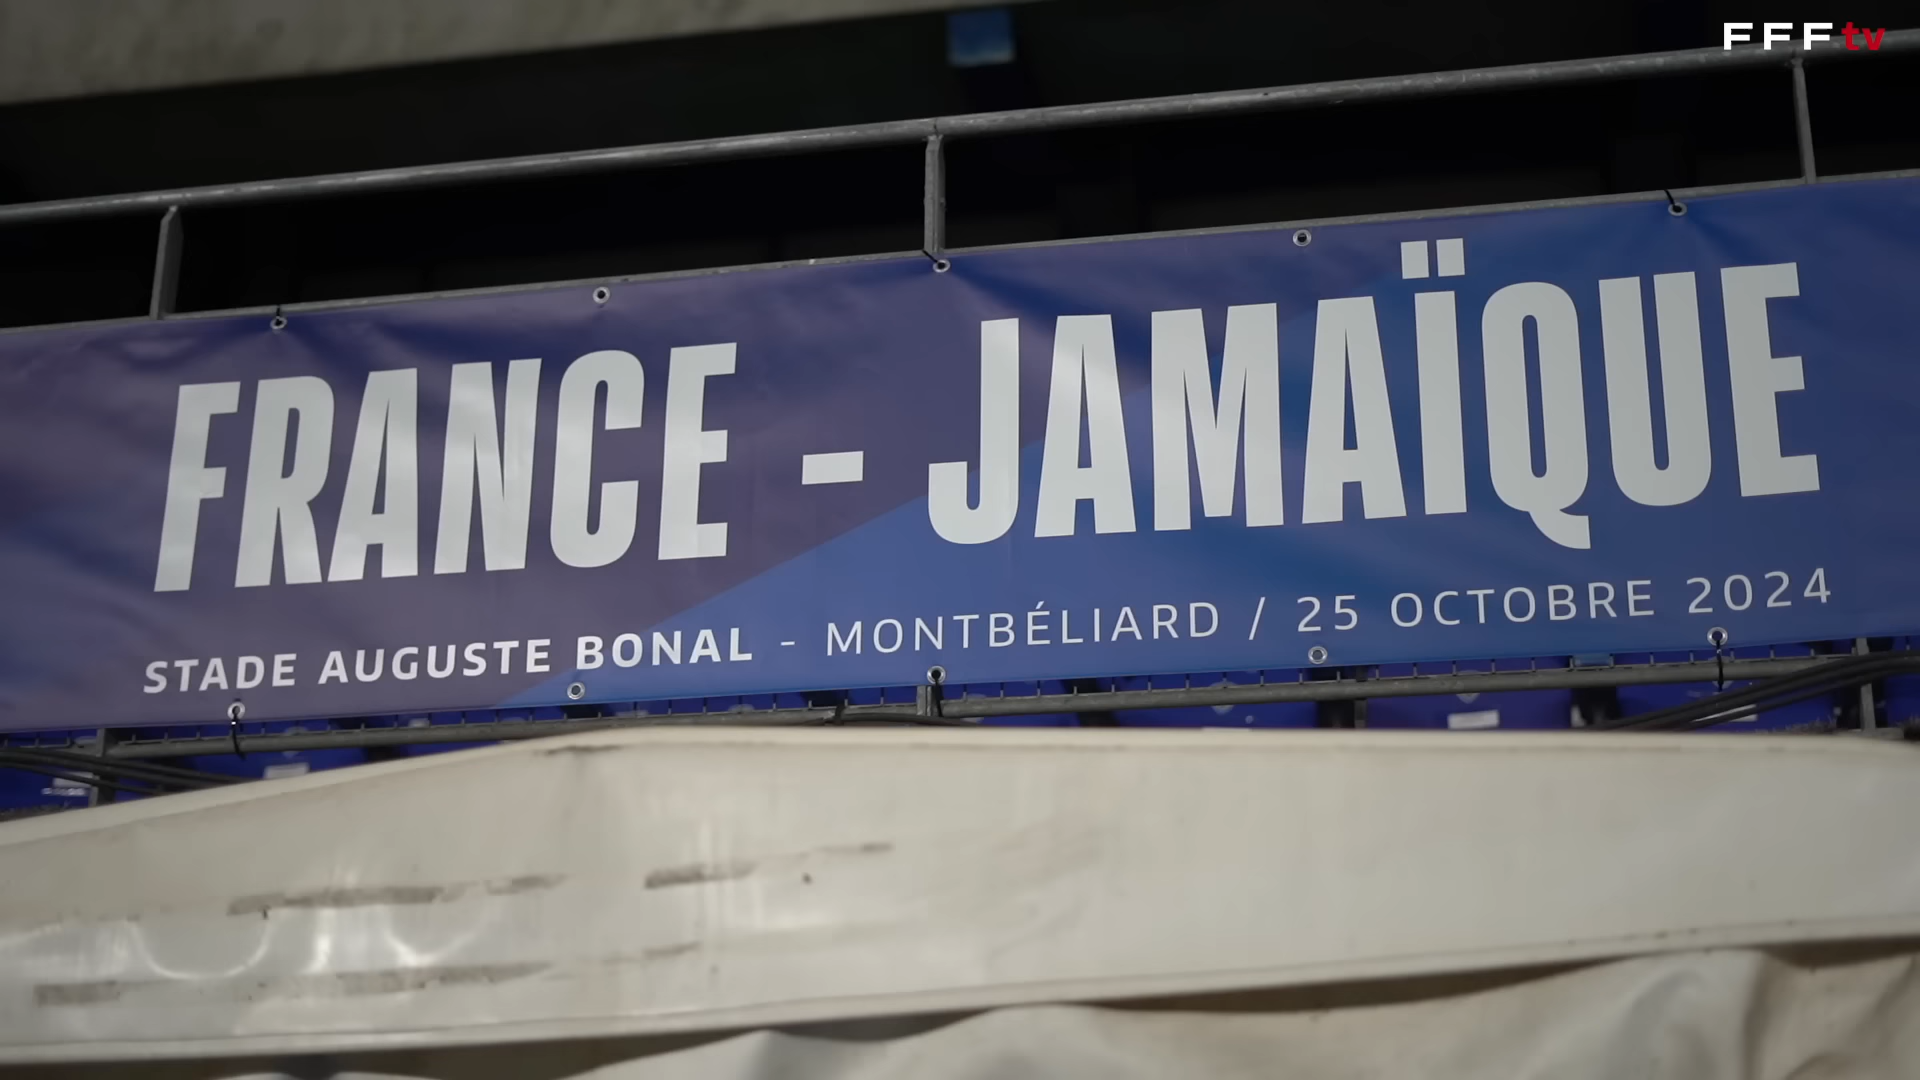 FFFtv
FRANCE - JAMAÏQUE
STADE AUGUSTE BONAL - MONTBÉLIARD / 25 OCTOBRE 2024